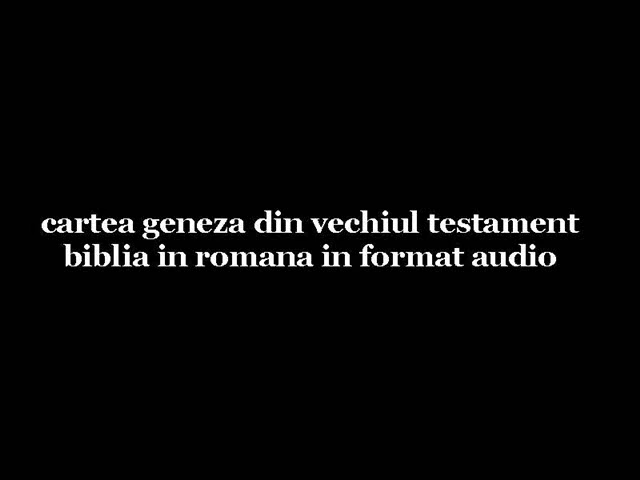 cartea geneza din vechiul testament
biblia in romana in format audio